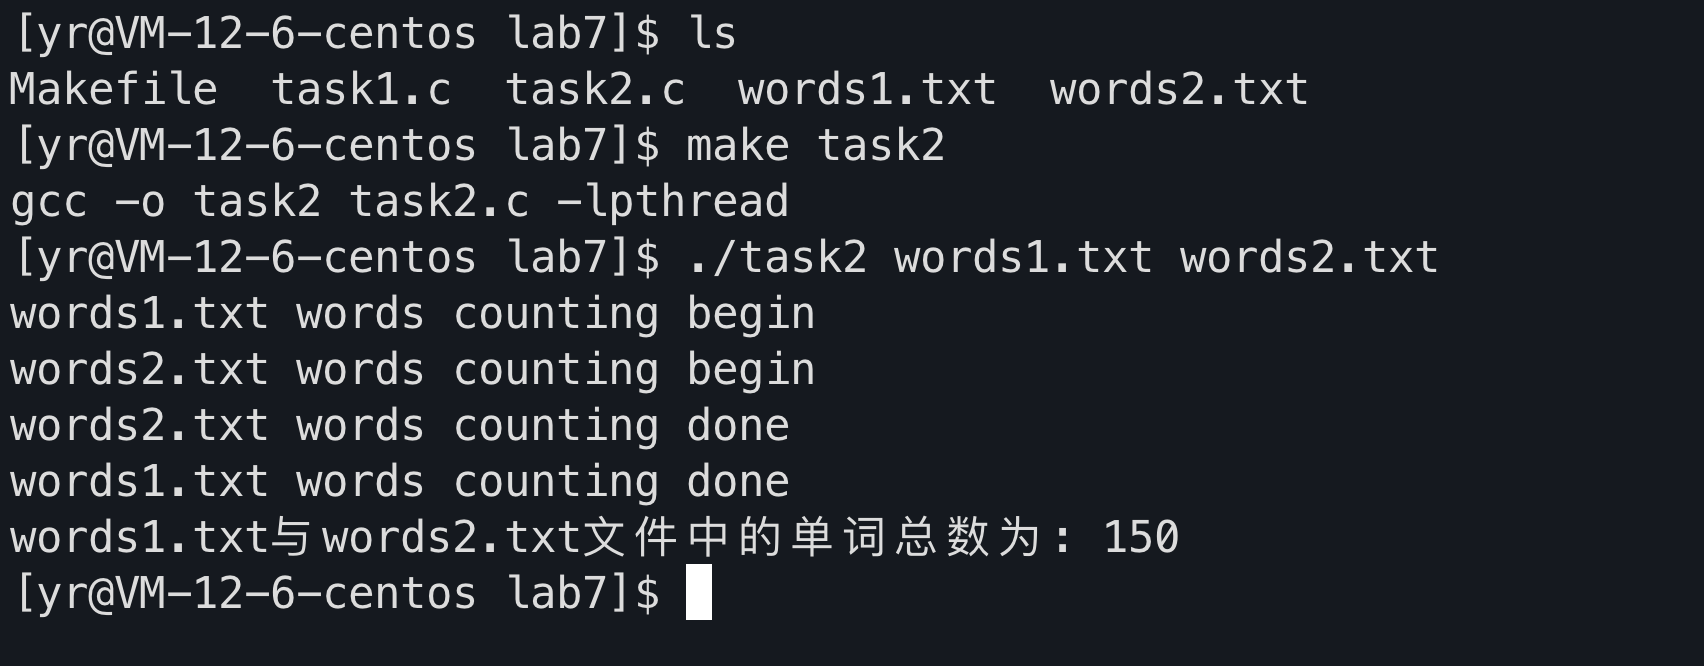 [yr@VM-12-6-centos lab7]$ ls
Makefile  task1.c  task2.c  words1.txt  words2.txt
[yr@VM-12-6-centos lab7]$ make task2
gcc -o task2 task2.c -lpthread
[yr@VM-12-6-centos lab7]$ ./task2 words1.txt words2.txt
words1.txt words counting begin
words2.txt words counting begin
words2.txt words counting done
words1.txt words counting done
words1.txt与words2.txt文件中的单词总数为: 150
[yr@VM-12-6-centos lab7]$